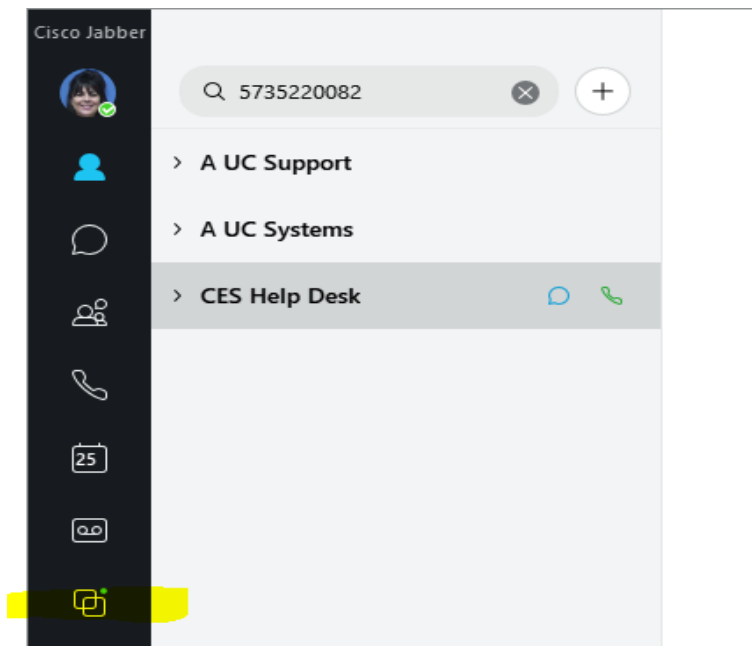 Cisco Jabber
5735220082
A UC Support
A UC Systems
CES Help Desk
25